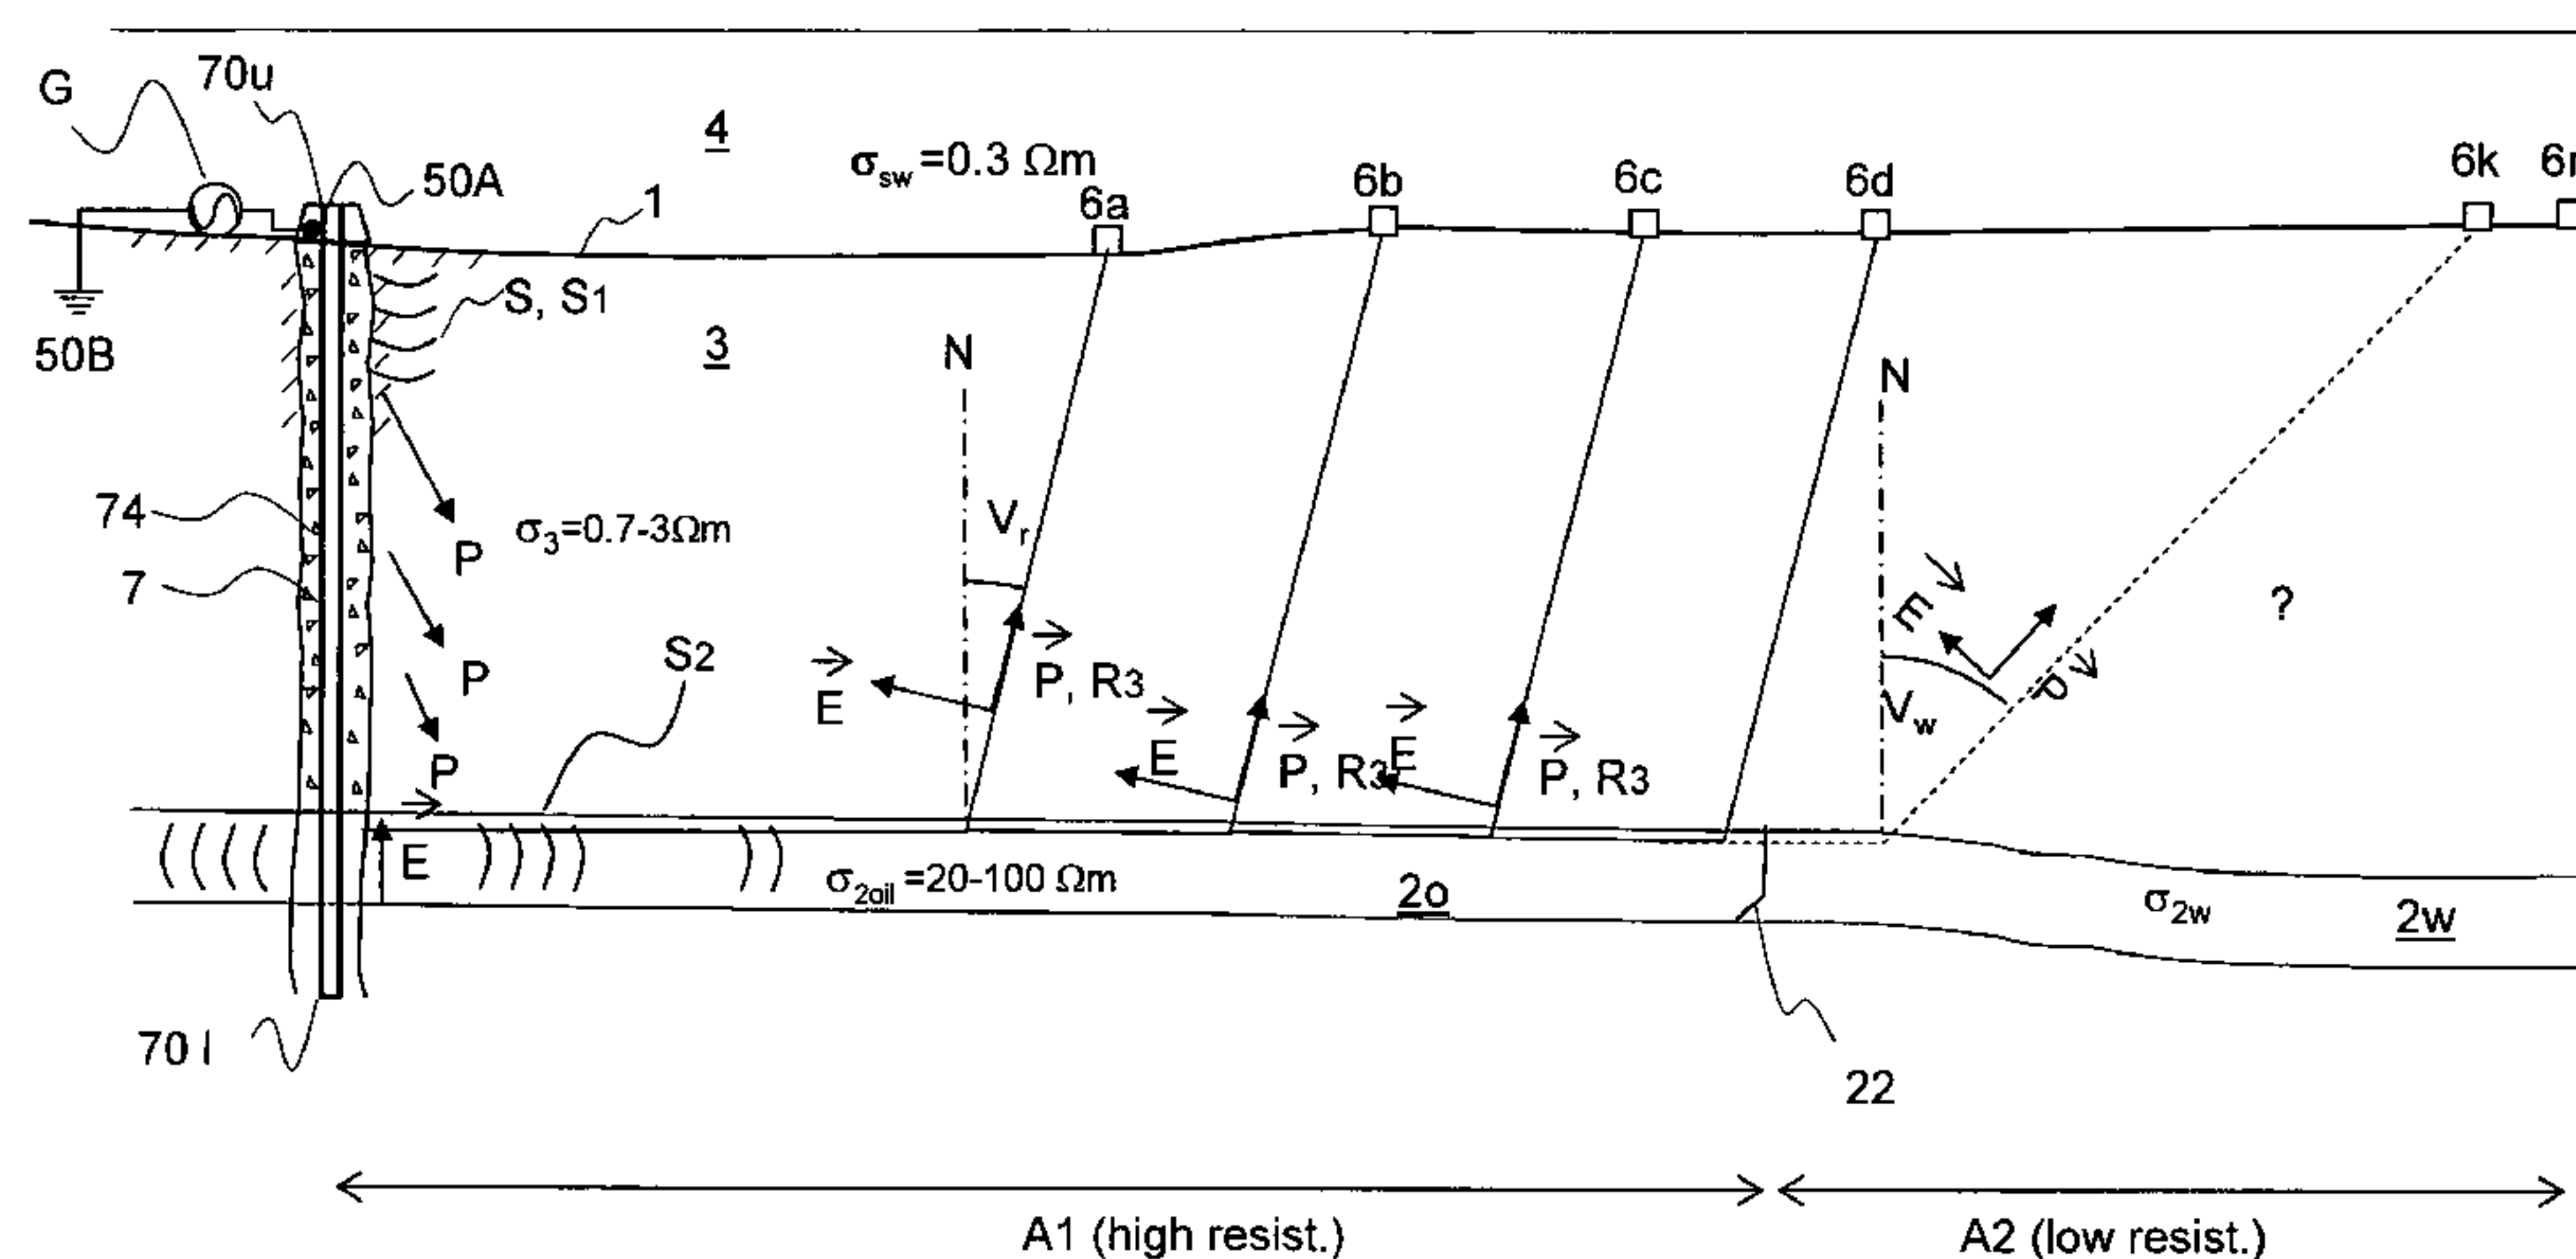 G
70u
4
σsw=0.3 Ωm
50A
1
6a
6b
6c
6d
6k
S, S1
50B
3
N
N
Vr
74
σ3=0.7-3Ωm
P
7
E
?
P
S2
P, R3
E
P
Vw
E
P, R3
E
P, R3
P
E
σ2oil=20-100 Ωm
2o
σ2w
2w
70 l
22
A1 (high resist.)
A2 (low resist.)